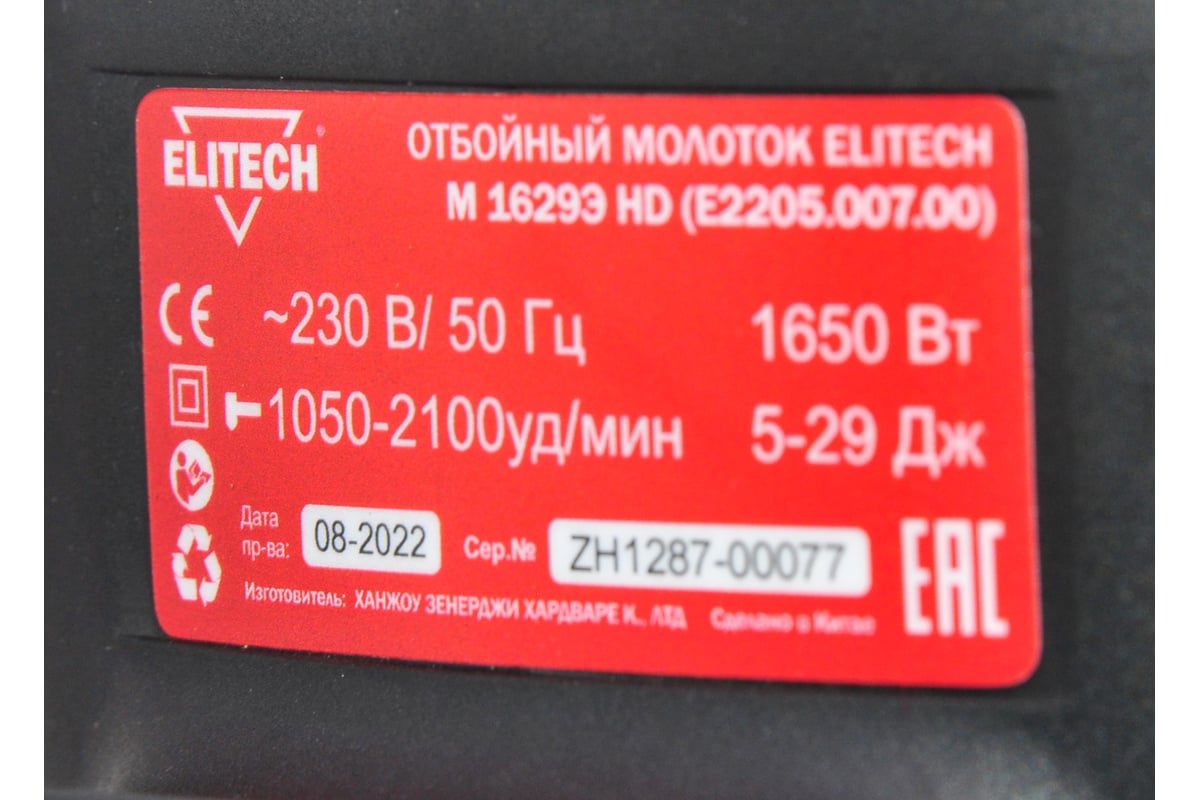 ELITECH
ОТБОЙНЫЙ МОЛОТОК ELITECH
М 1629Э HD (E2205.007.00)
CE ~230 В/ 50 Гц 1650 Вт
1050-2100уд/мин 5-29 Дж
Дата
пр-ва: 08-2022 Сер.№ ZH1287-00077
Изготовитель: ХАНЖОУ ЗЕНЕРДЖИ ХАРДВАРЕ К., ЛТД Сделано в Китае
EAC